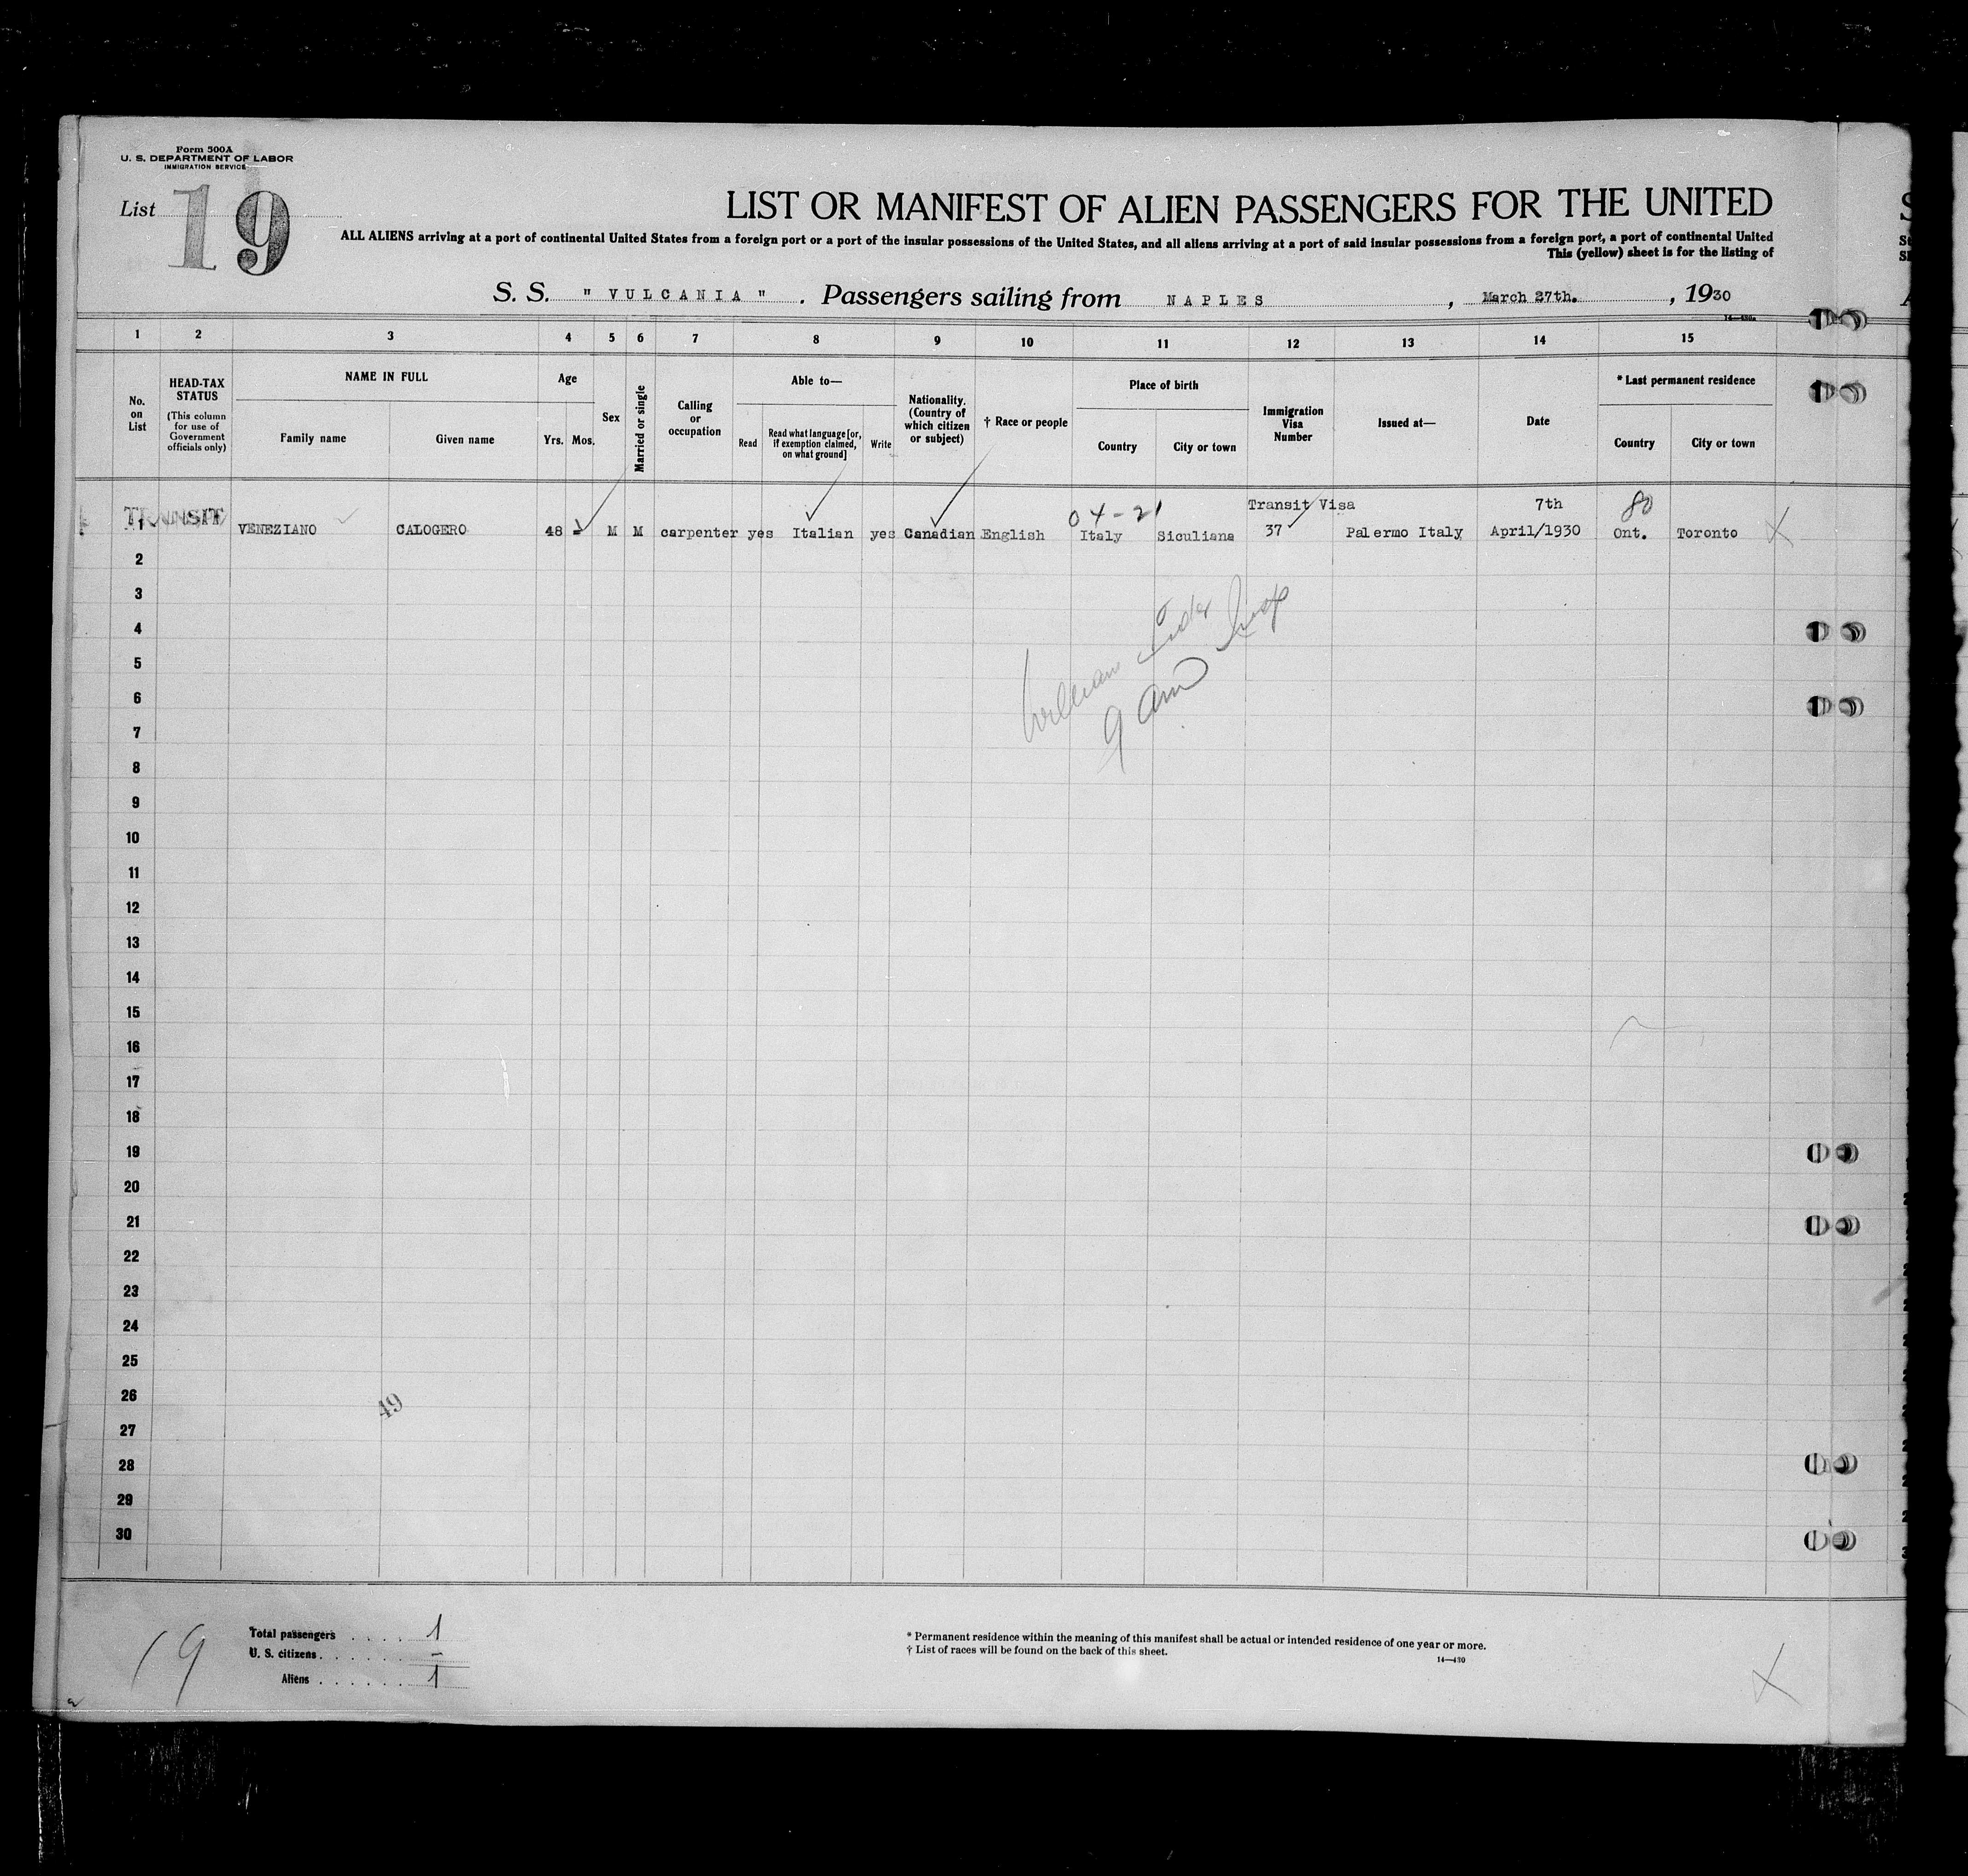 Form 500A
U. S. DEPARTMENT OF LABOR
IMMIGRATION SERVICE
List 19
LIST OR MANIFEST OF ALIEN PASSENGERS FOR THE UNITED
ALL ALIENS arriving at a port of continental United States from a foreign port or a port of the insular possessions of the United States, and all aliens arriving at a port of said insular possessions from a foreign port, a port of continental United
This (yellow) sheet is for the listing of
S. S. " VULCANIA " . Passengers sailing from NAPLES , March 27th. , 1930
1 2 3 4 5 6 7 8 9 10 11 12 13 14 15
No. on List
HEAD-TAX STATUS
(This column for use of Government officials only)
NAME IN FULL
Family name Given name
Age
Yrs. Mos.
Sex
Married or single
Calling or occupation
Able to—
Read Read what language [or, if exemption claimed, on what ground] Write
Nationality. (Country of which citizen or subject)
† Race or people
Place of birth
Country City or town
Immigration Visa Number
Issued at—
Date
* Last permanent residence
Country City or town
TRANSIT 04-21 Transit Visa 7th 80
1 VENEZIANO CALOGERO 48 M M carpenter yes Italian yes Canadian English Italy Siculiana 37 Palermo Italy April/1930 Ont. Toronto X
2
3
4
William
5
6
9 am
7
8
9
10
11
12
13
14
15
16
17
18
19
20
21
22
23
24
25
26
49
27
28
29
30
19
Total passengers . . . . 1
U. S. citizens . . . . . . . -
Aliens . . . . . . . 1
* Permanent residence within the meaning of this manifest shall be actual or intended residence of one year or more.
† List of races will be found on the back of this sheet.
14—430
X